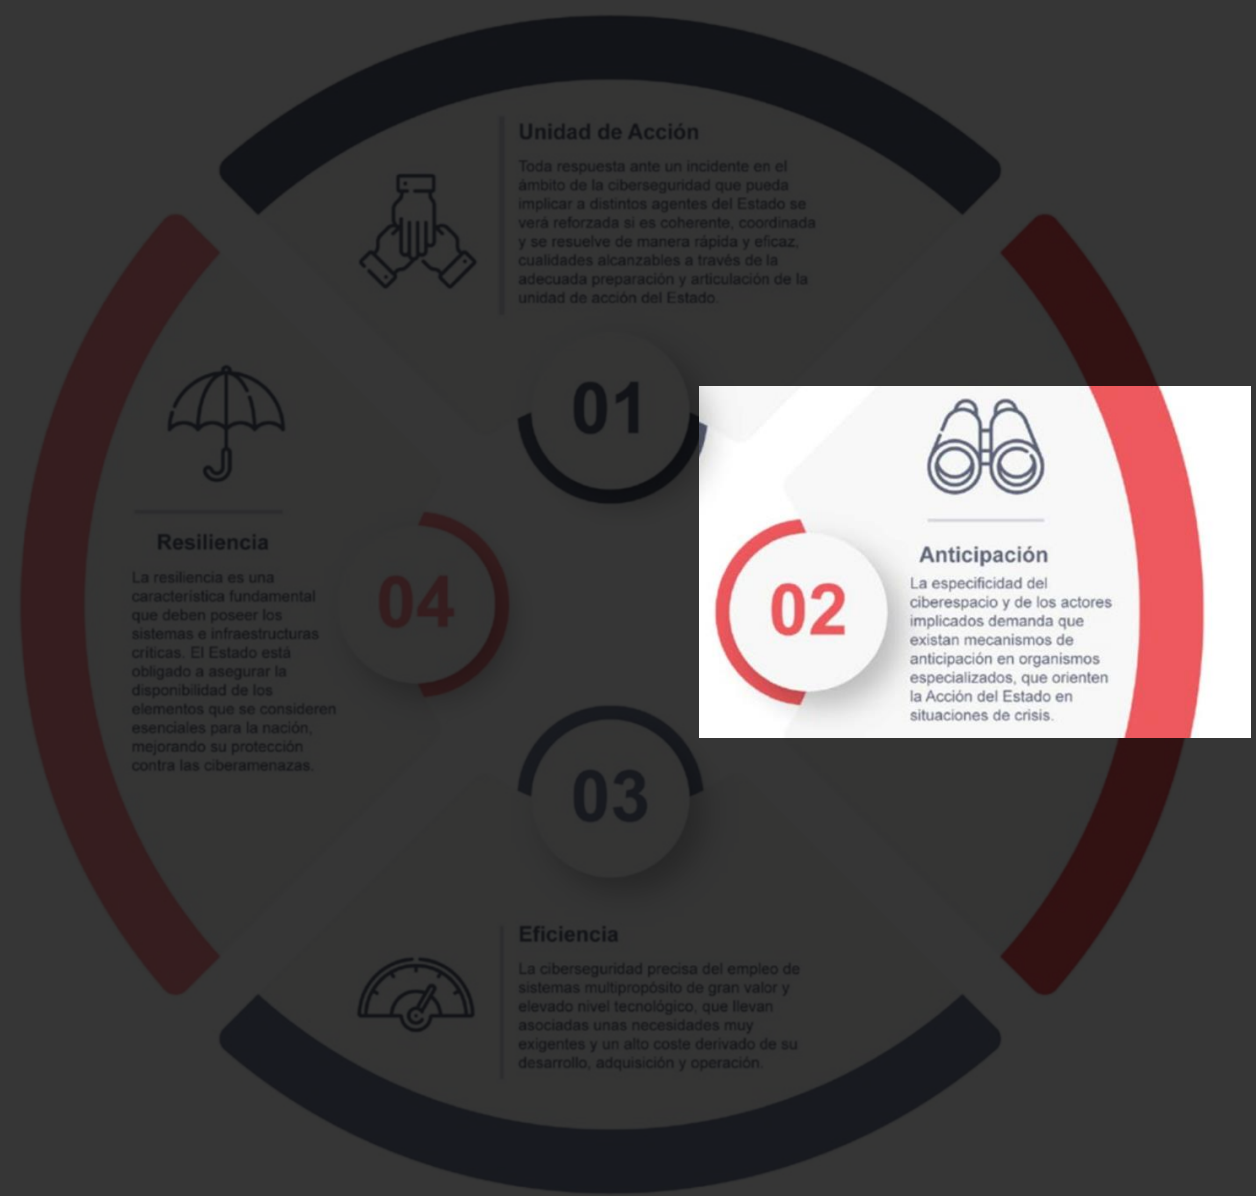 Unidad de Acción
Toda respuesta ante un incidente en el
ámbito de la ciberseguridad que pueda
implicar a distintos agentes del Estado se
verá reforzada si es coherente, coordinada
y se resuelve de manera rápida y eficaz,
cualidades alcanzables a través de la
adecuada preparación y articulación de la
unidad de acción del Estado.
01
02
Anticipación
La especificidad del
ciberespacio y de los actores
implicados demanda que
existan mecanismos de
anticipación en organismos
especializados, que orienten
la Acción del Estado en
situaciones de crisis.
03
Eficiencia
La ciberseguridad precisa del empleo de
sistemas multipropósito de gran valor y
elevado nivel tecnológico, que llevan
asociadas unas necesidades muy
exigentes y un alto coste derivado de su
desarrollo, adquisición y operación.
04
Resiliencia
La resiliencia es una
característica fundamental
que deben poseer los
sistemas e infraestructuras
críticas. El Estado está
obligado a asegurar la
disponibilidad de los
elementos que se consideren
esenciales para la nación,
mejorando su protección
contra las ciberamenazas.